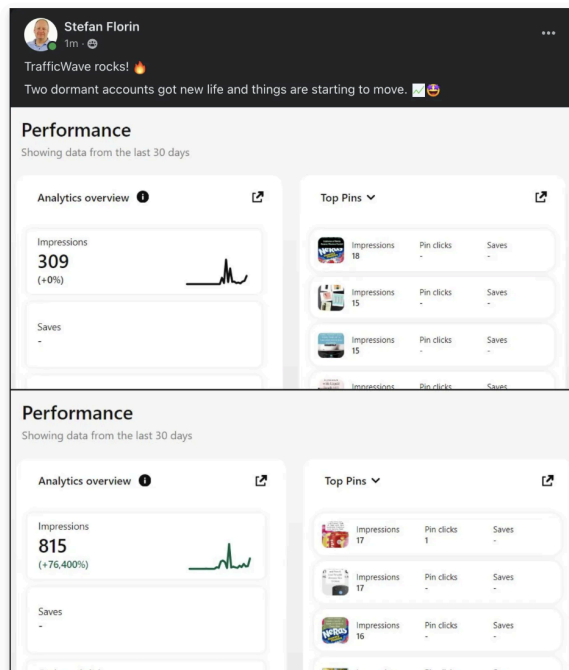 Stefan Florin
1m
TrafficWave rocks! 🔥
Two dormant accounts got new life and things are starting to move. 📈🤩
Performance
Showing data from the last 30 days
Analytics overview
Top Pins
Impressions
309
(+0%)
Saves
-
NERDS
Impressions Pin clicks Saves
18 - -
Impressions Pin clicks Saves
15 - -
Impressions Pin clicks Saves
15 - -
Impressions Pin clicks Saves
Performance
Showing data from the last 30 days
Analytics overview
Top Pins
Impressions
815
(+76,400%)
Saves
-
Impressions Pin clicks Saves
17 1 -
Impressions Pin clicks Saves
17 - -
NERDS
Impressions Pin clicks Saves
16 - -